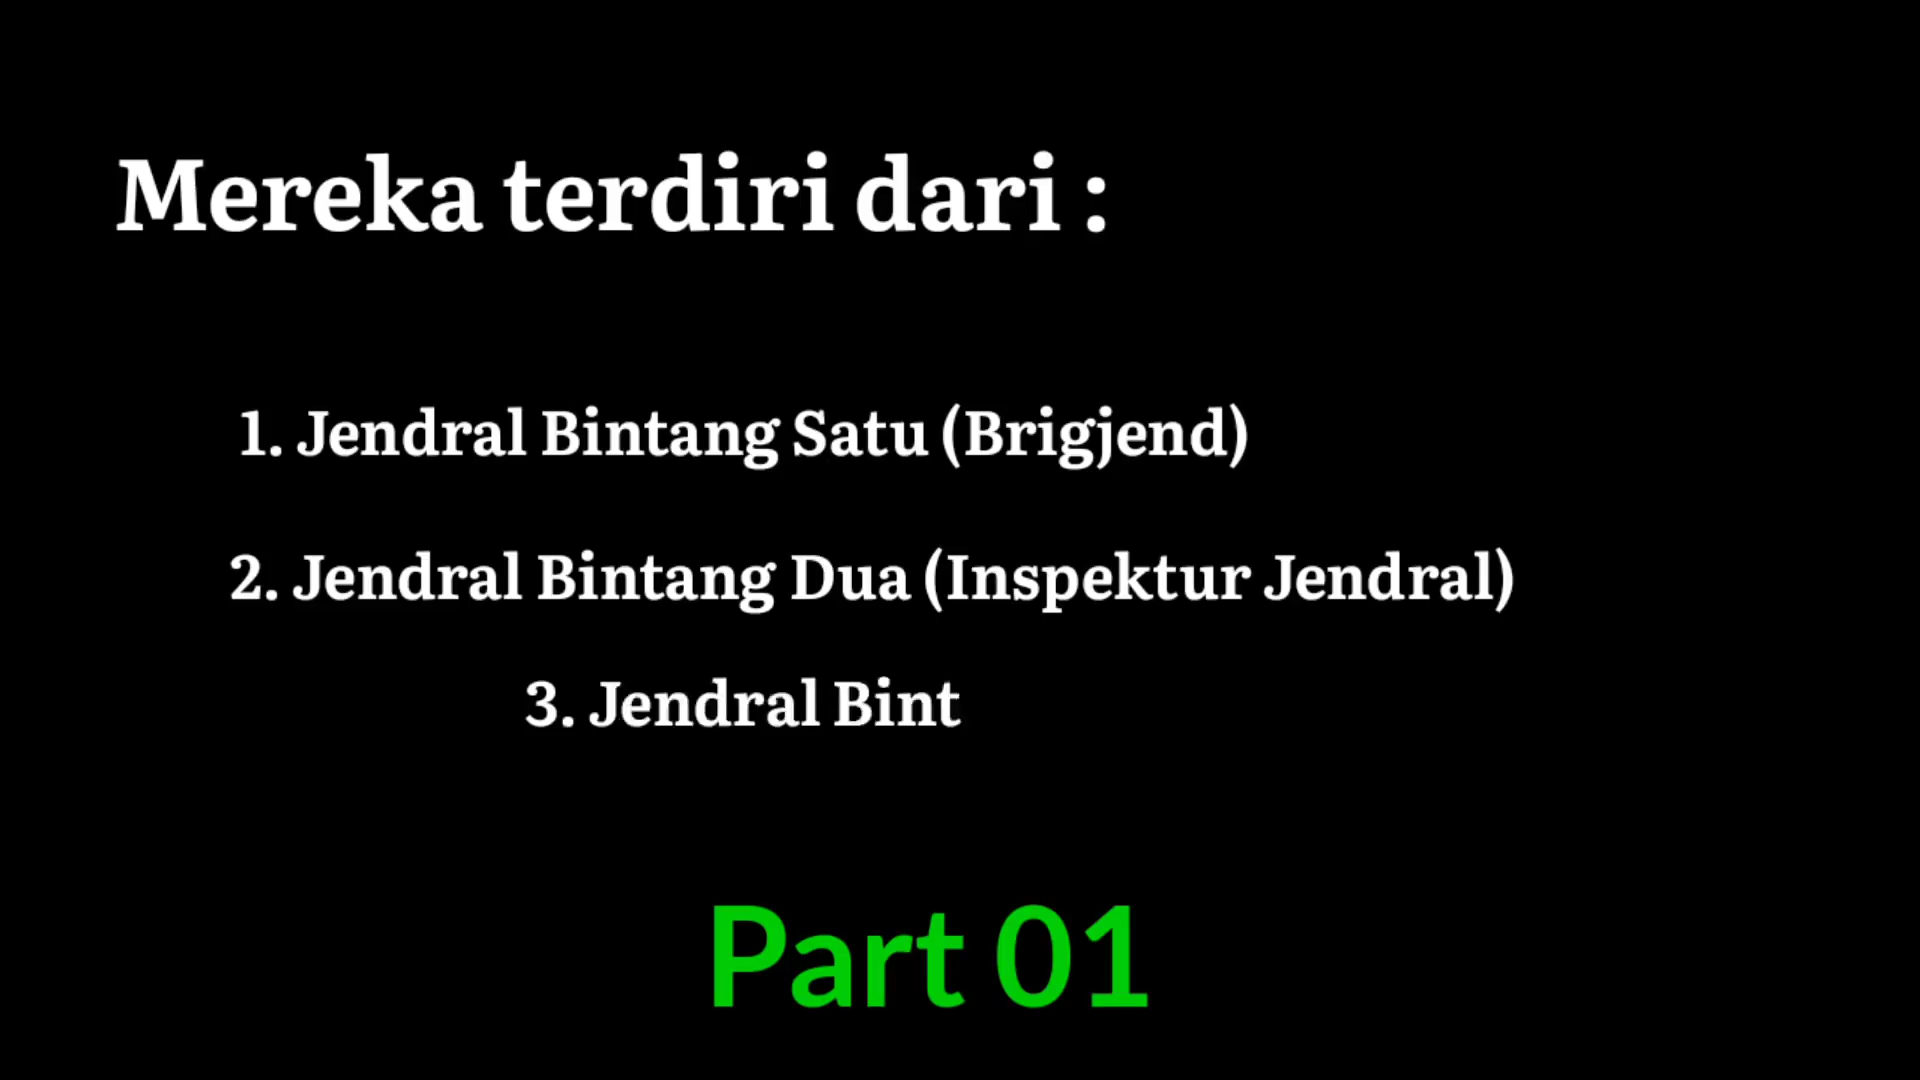 Mereka terdiri dari :
1. Jendral Bintang Satu (Brigjend)
2. Jendral Bintang Dua (Inspektur Jendral)
3. Jendral Bint
Part 01